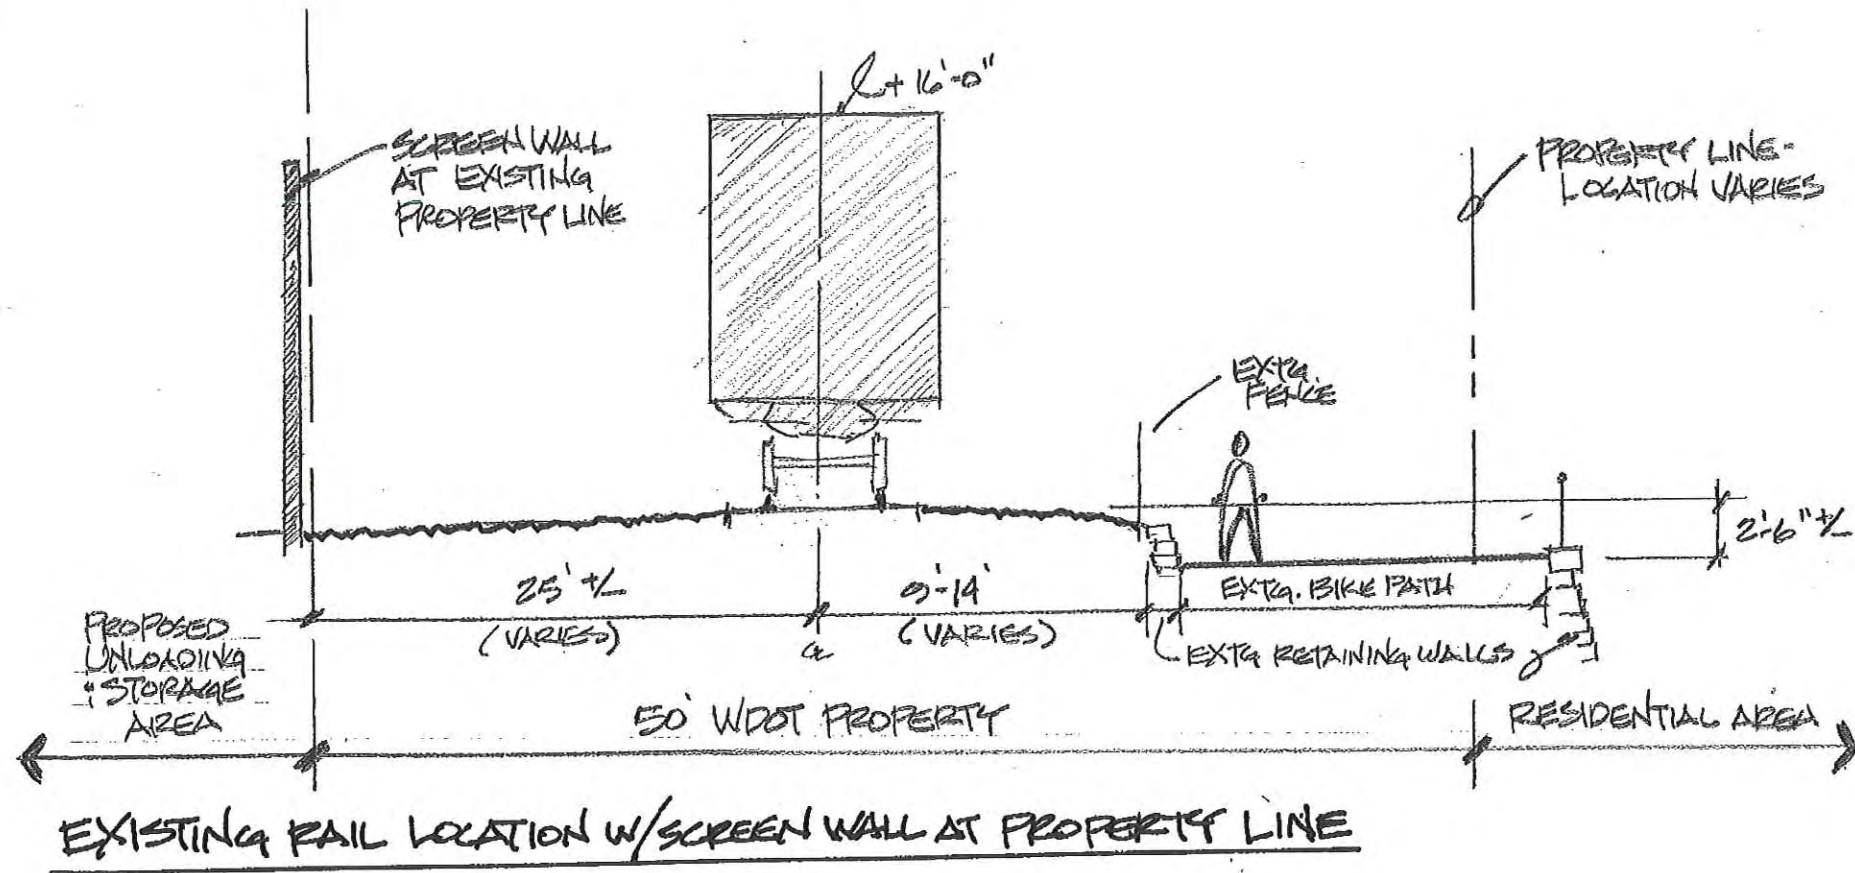 + 16'-0"
SCREEN WALL
AT EXISTING
PROPERTY LINE
PROPERTY LINE-
LOCATION VARIES
EXTG.
FENCE
2'-6" +/-
25' +/-
(VARIES)
9'-14'
(VARIES)
EXTG. BIKE PATH
EXTG RETAINING WALLS
PROPOSED
UNLOADING
& STORAGE
AREA
50' WDOT PROPERTY
RESIDENTIAL AREA
EXISTING RAIL LOCATION W/SCREEN WALL AT PROPERTY LINE